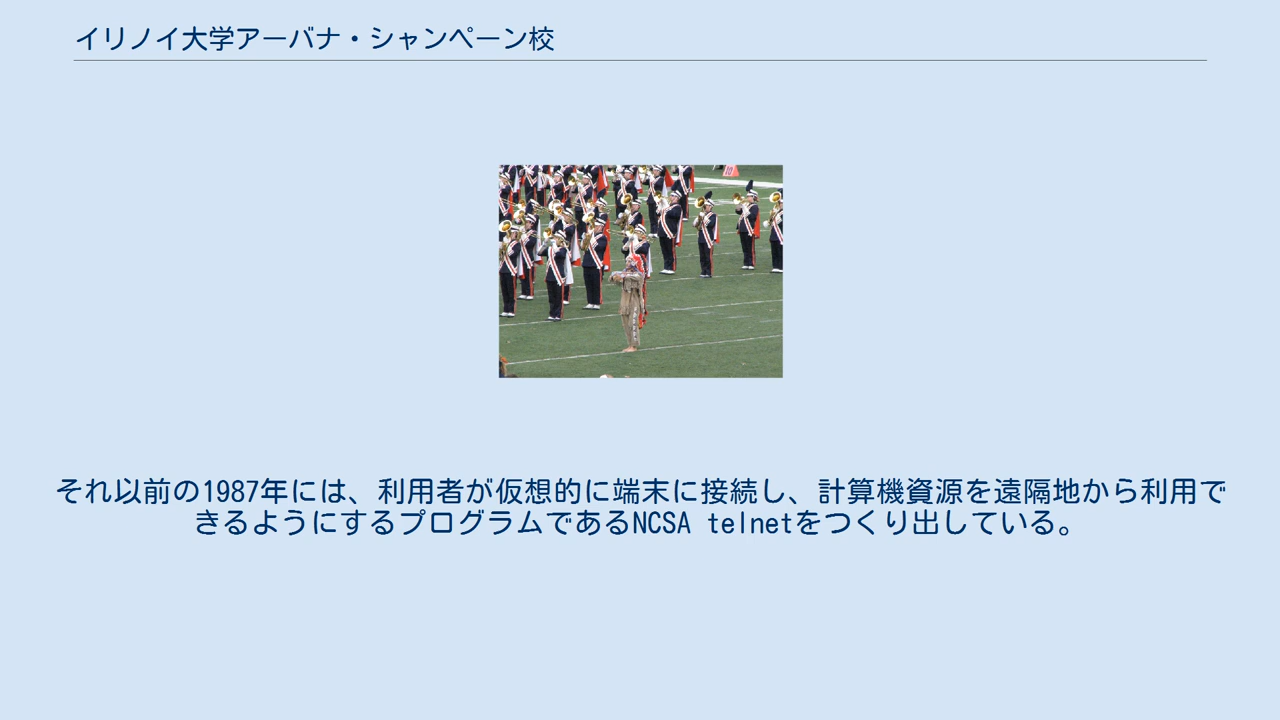 イリノイ大学アーバナ・シャンペーン校
それ以前の1987年には、利用者が仮想的に端末に接続し、計算機資源を遠隔地から利用で
きるようにするプログラムであるNCSA telnetをつくり出している。